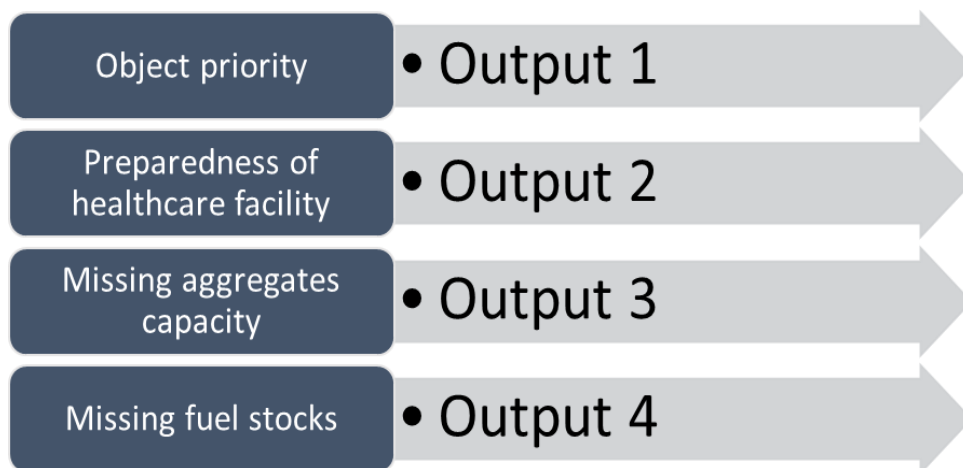 Object priority
• Output 1
Preparedness of
healthcare facility
• Output 2
Missing aggregates
capacity
• Output 3
Missing fuel stocks
• Output 4